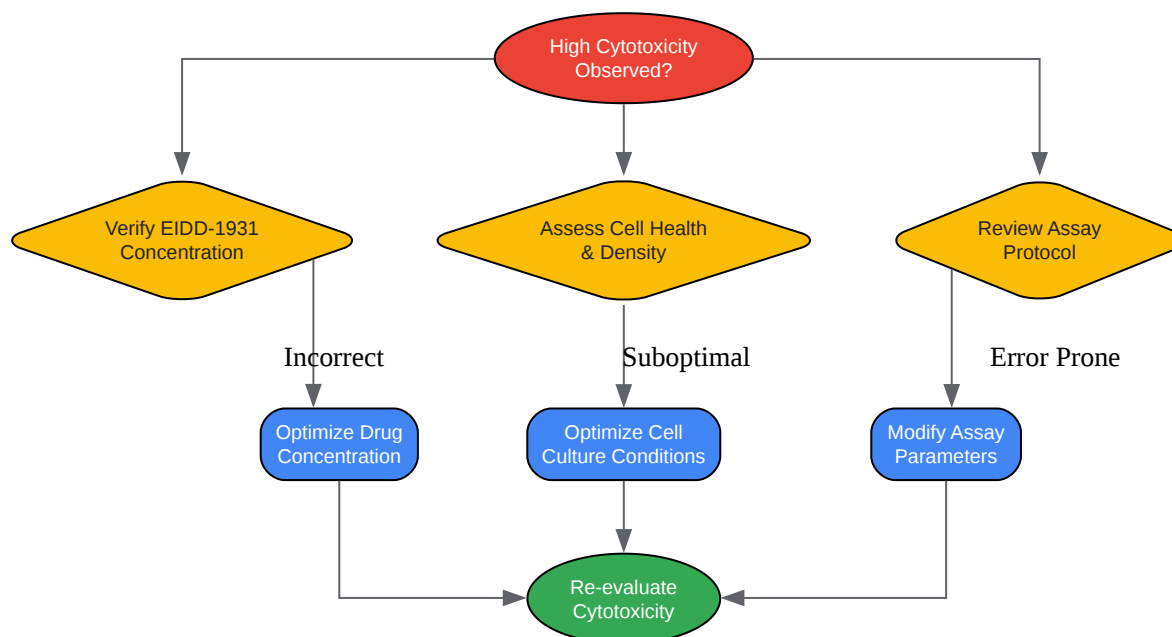 High Cytotoxicity
Observed?
Verify EIDD-1931
Concentration
Assess Cell Health
& Density
Review Assay
Protocol
Incorrect
Suboptimal
Error Prone
Optimize Drug
Concentration
Optimize Cell
Culture Conditions
Modify Assay
Parameters
Re-evaluate
Cytotoxicity